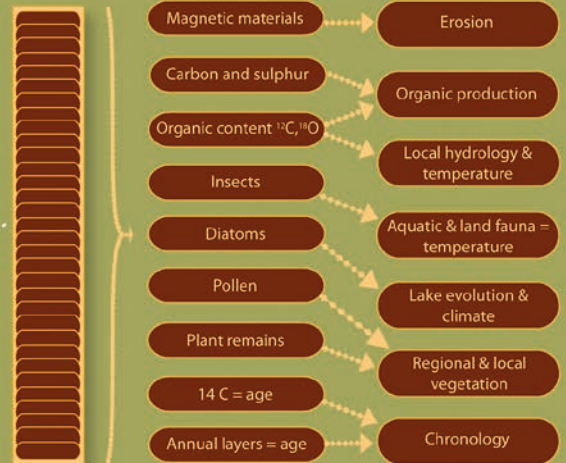 Magnetic materials
Erosion
Carbon and sulphur
Organic production
Organic content ¹²C,¹⁸O
Local hydrology &
temperature
Insects
Aquatic & land fauna =
temperature
Diatoms
Lake evolution &
climate
Pollen
Plant remains
Regional & local
vegetation
14 C = age
Annual layers = age
Chronology